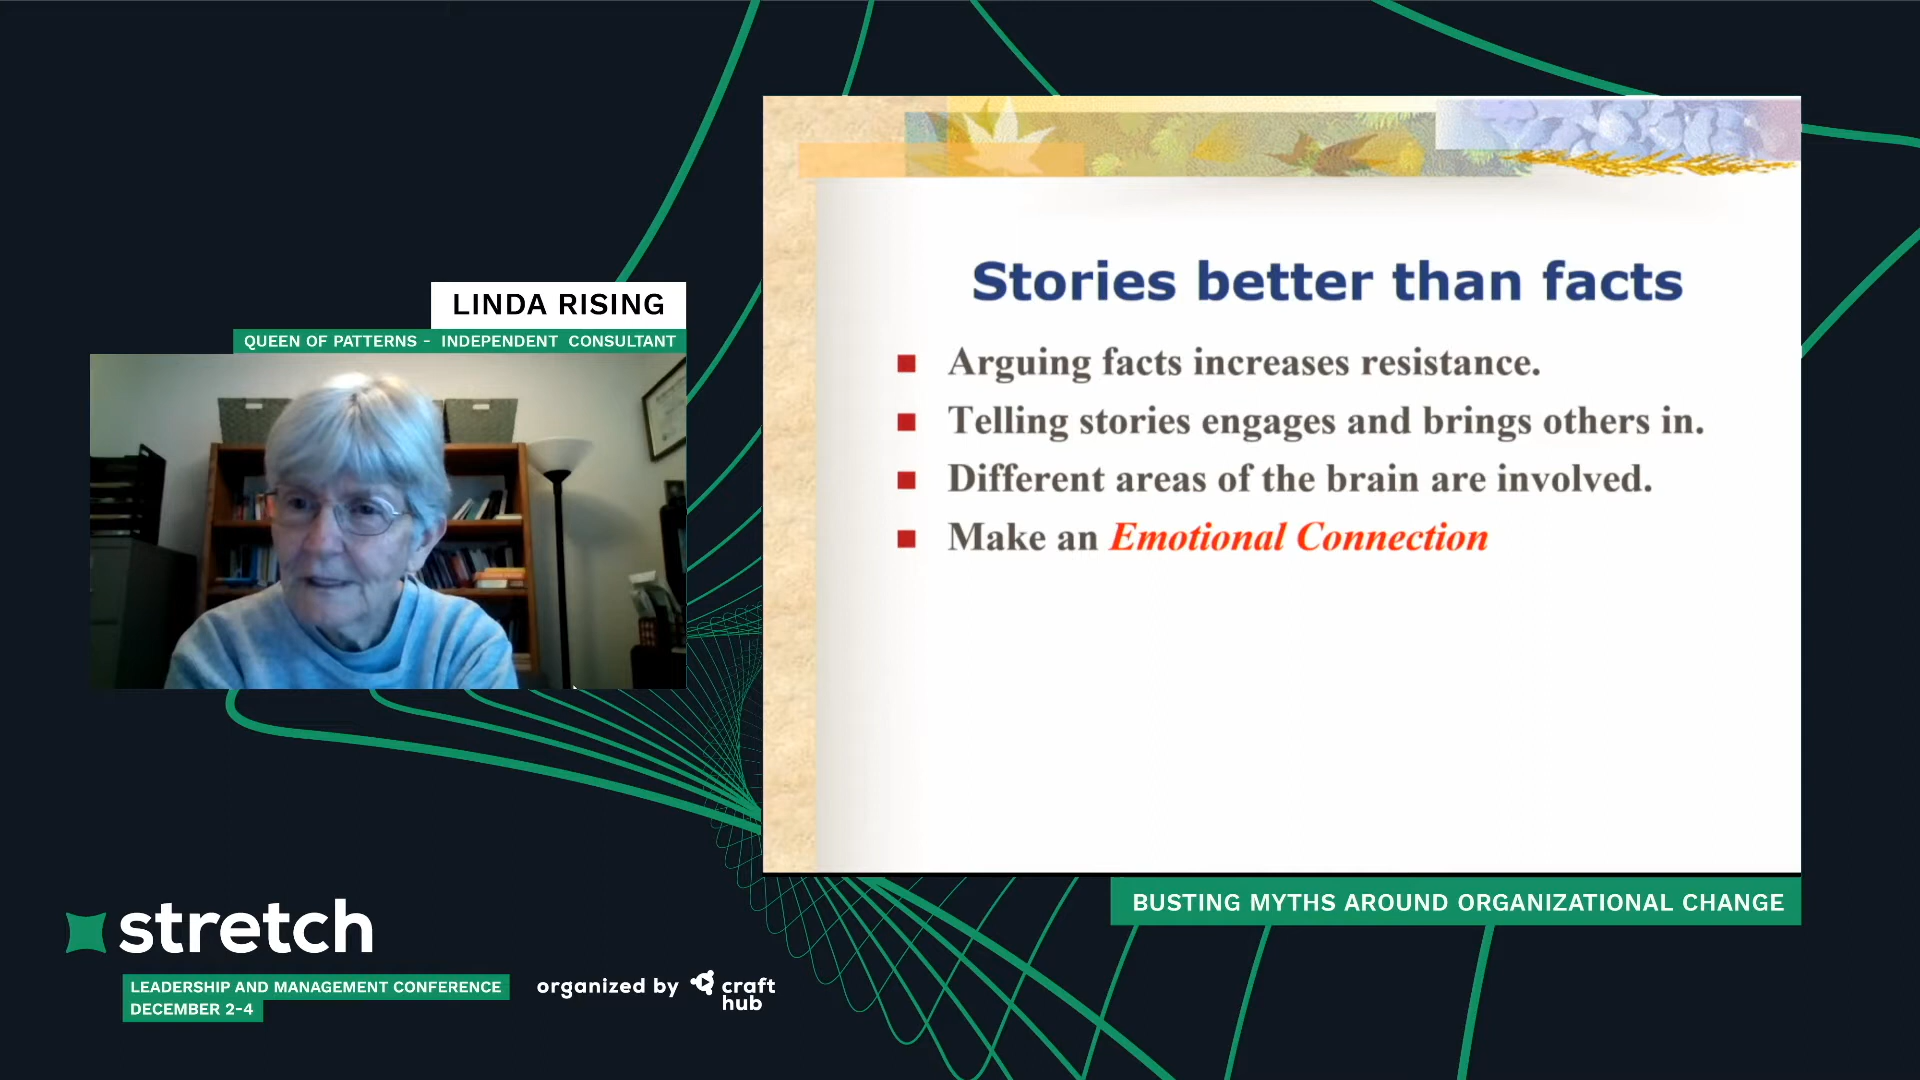 LINDA RISING
QUEEN OF PATTERNS - INDEPENDENT CONSULTANT
Stories better than facts
Arguing facts increases resistance.
Telling stories engages and brings others in.
Different areas of the brain are involved.
Make an Emotional Connection
BUSTING MYTHS AROUND ORGANIZATIONAL CHANGE
stretch
LEADERSHIP AND MANAGEMENT CONFERENCE
DECEMBER 2-4
organized by craft
hub